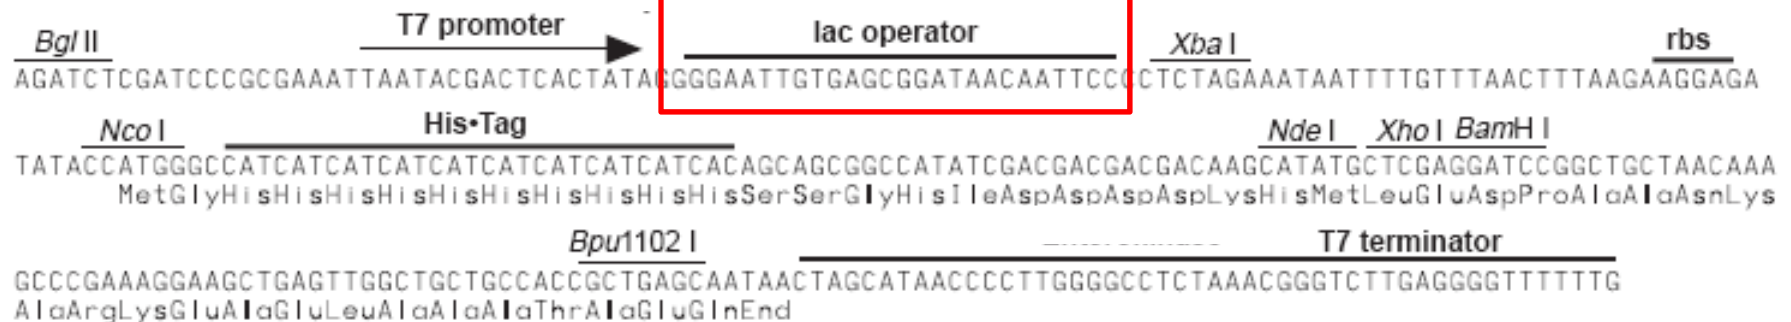 Bgl II T7 promoter lac operator Xba I rbs
AGATCTCGATCCCGCGAAATTAATACGACTCACTATAGGGGAATTGTGAGCGGATAACAATTCCCCTCTAGAAATAATTTTGTTTAACTTTAAGAAGGAGA
Nco I His•Tag Nde I Xho I BamH I
TATACCATGGGCCATCATCATCATCATCATCATCATCATCACAGCAGCGGCCATATCGACGACGACGACAAGCATATGCTCGAGGATCCGGCTGCTAACAAA
MetGlyHisHisHisHisHisHisHisHisHisHisSerSerGlyHisIleAspAspAspAspLysHisMetLeuGluAspProAlaAlaAsnLys
Bpu1102 I T7 terminator
GCCCGAAAGGAAGCTGAGTTGGCTGCTGCCACCGCTGAGCAATAACTAGCATAACCCCTTGGGGCCTCTAAACGGGTCTTGAGGGGTTTTTTG
AlaArgLysGluAlaGluLeuAlaAlaAlaThrAlaGluGlnEnd